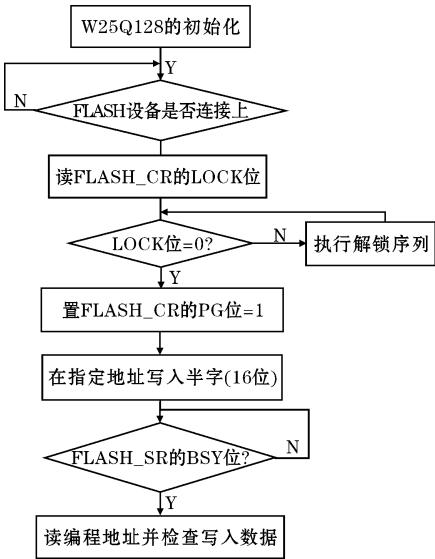 W25Q128的初始化
Y
N
FLASH设备是否连接上
读FLASH_CR的LOCK位
LOCK位=0?
N
执行解锁序列
Y
置FLASH_CR的PG位=1
在指定地址写入半字(16位)
FLASH_SR的BSY位?
N
Y
读编程地址并检查写入数据